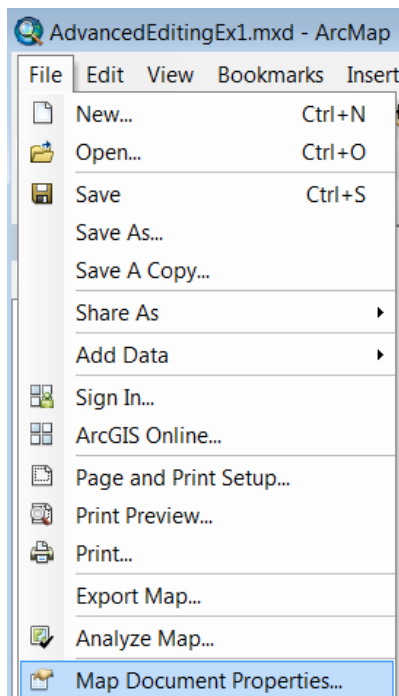 AdvancedEditingEx1.mxd - ArcMap
File Edit View Bookmarks Insert
New... Ctrl+N
Open... Ctrl+O
Save Ctrl+S
Save As...
Save A Copy...
Share As
Add Data
Sign In...
ArcGIS Online...
Page and Print Setup...
Print Preview...
Print...
Export Map...
Analyze Map...
Map Document Properties...